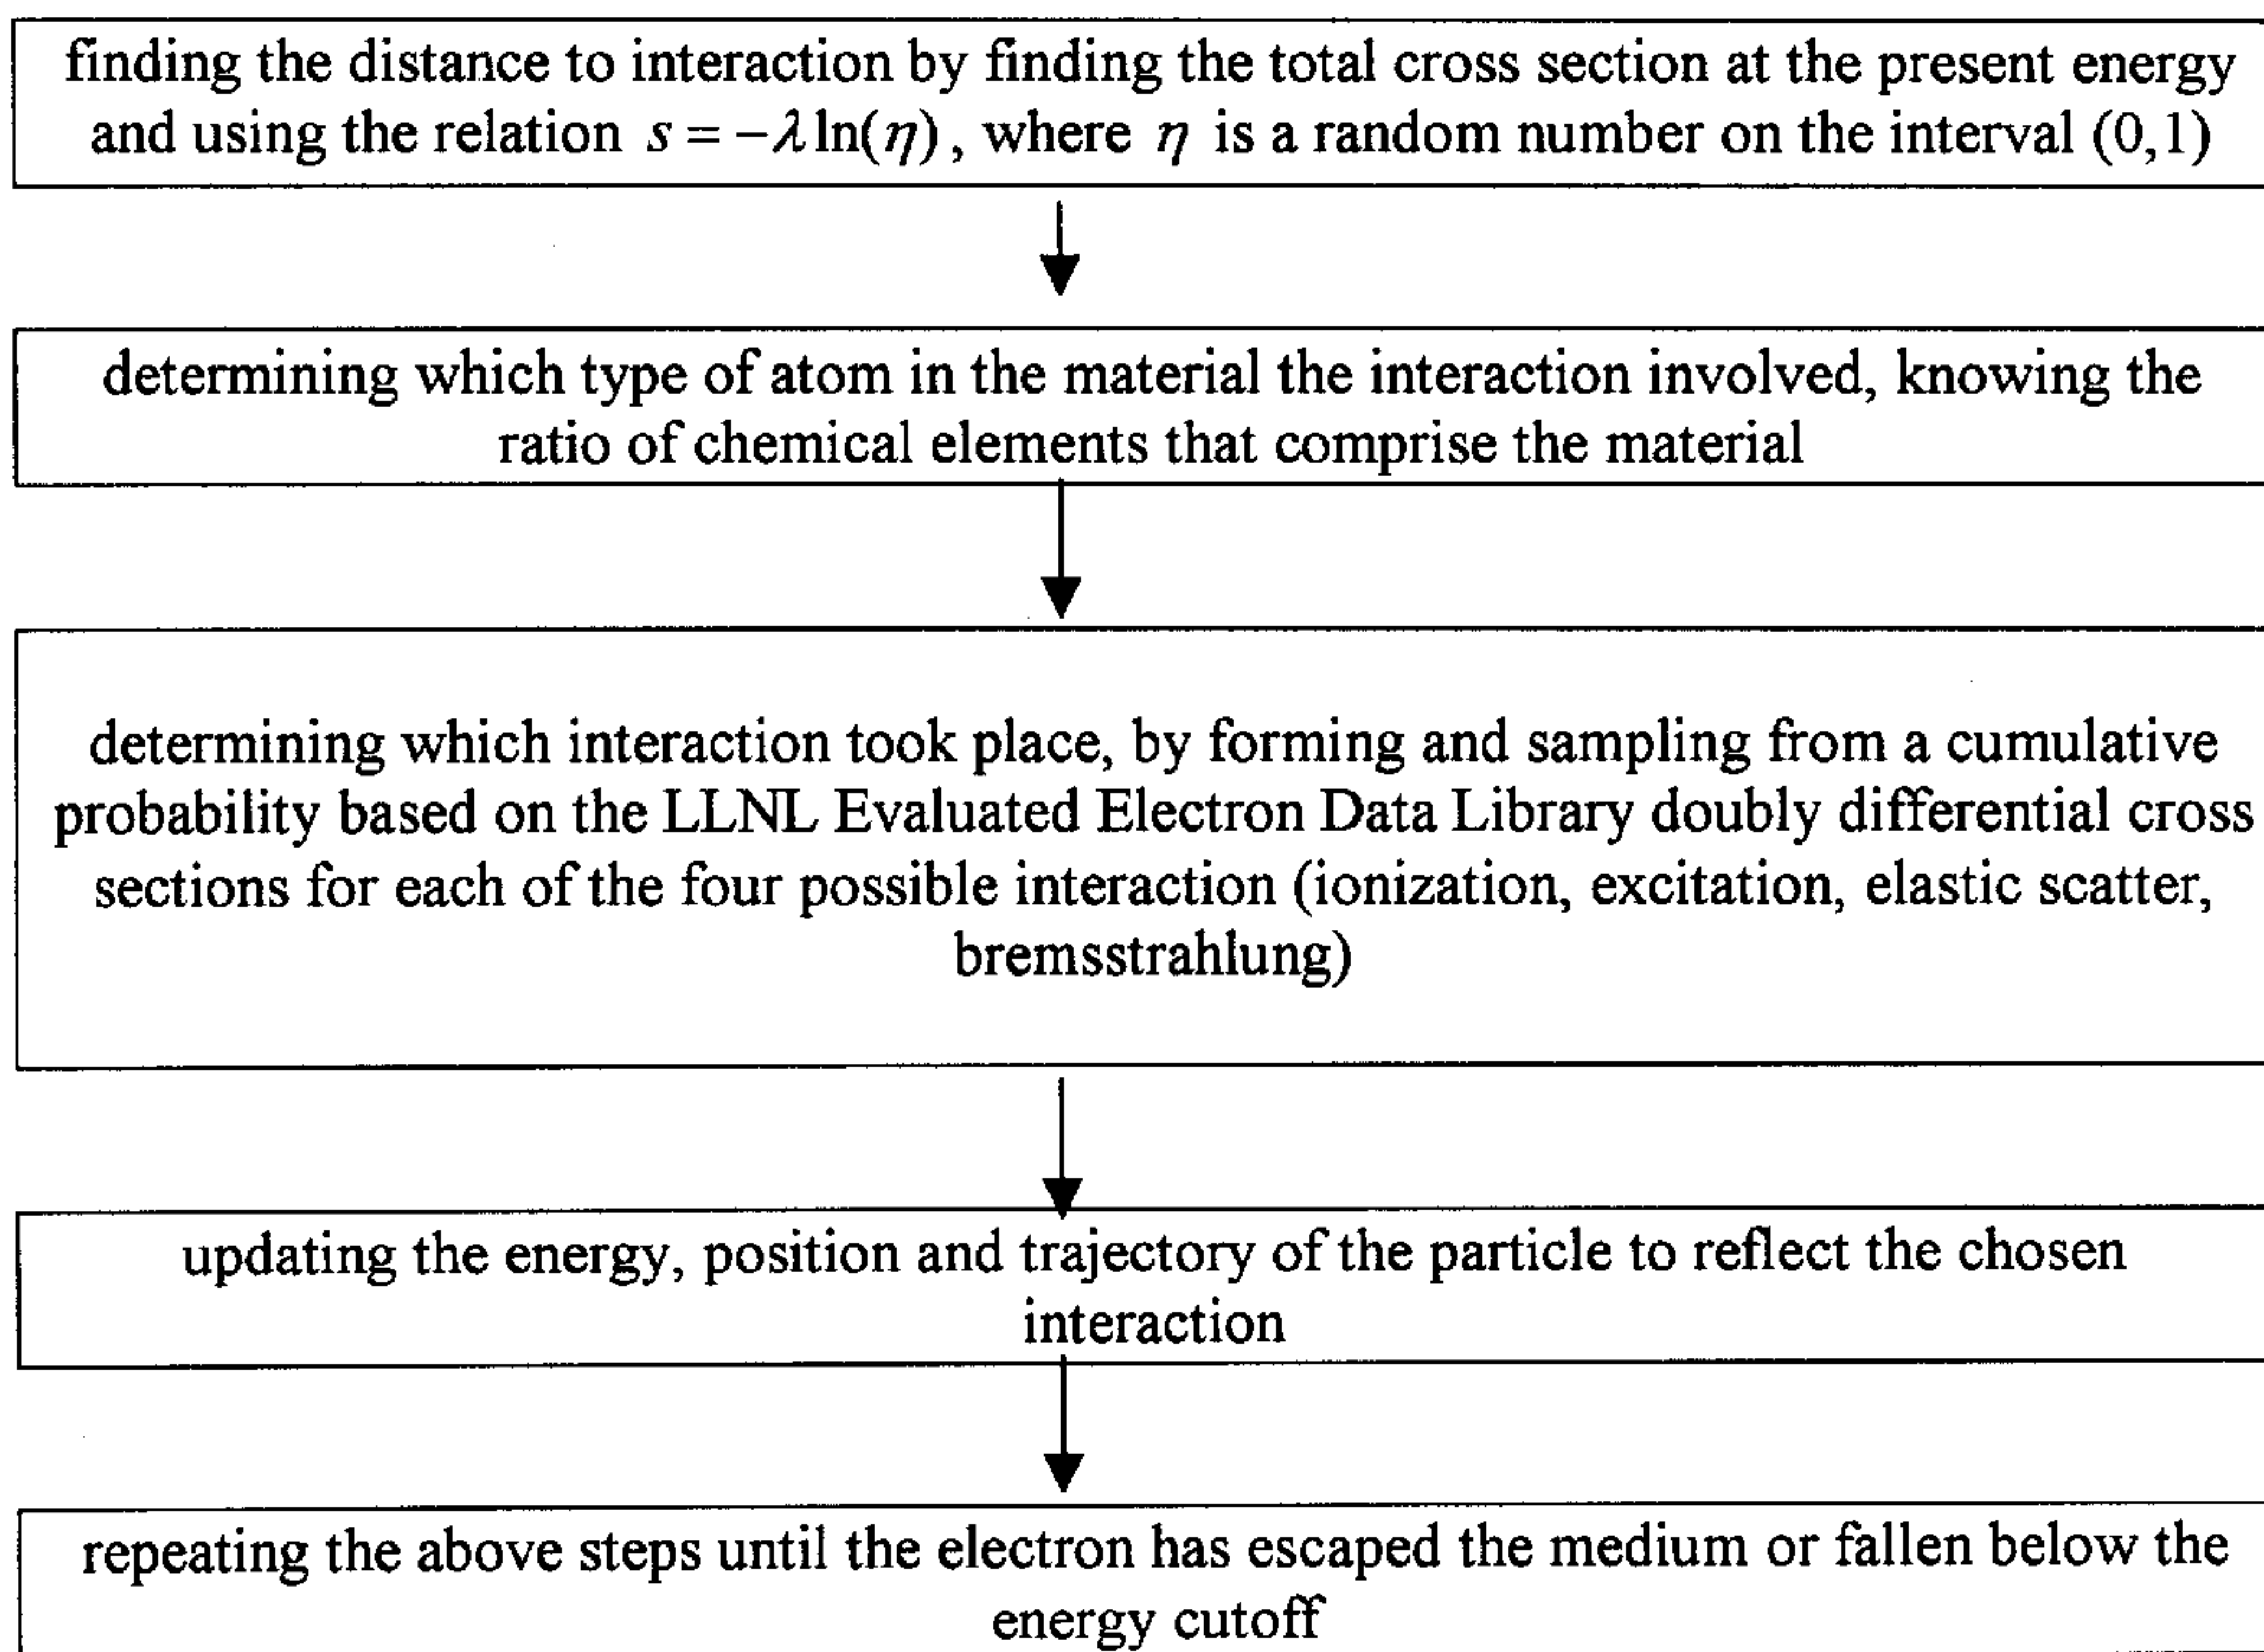 finding the distance to interaction by finding the total cross section at the present energy
and using the relation s = −λ ln(η), where η is a random number on the interval (0,1)
determining which type of atom in the material the interaction involved, knowing the
ratio of chemical elements that comprise the material
determining which interaction took place, by forming and sampling from a cumulative
probability based on the LLNL Evaluated Electron Data Library doubly differential cross
sections for each of the four possible interaction (ionization, excitation, elastic scatter,
bremsstrahlung)
updating the energy, position and trajectory of the particle to reflect the chosen
interaction
repeating the above steps until the electron has escaped the medium or fallen below the
energy cutoff